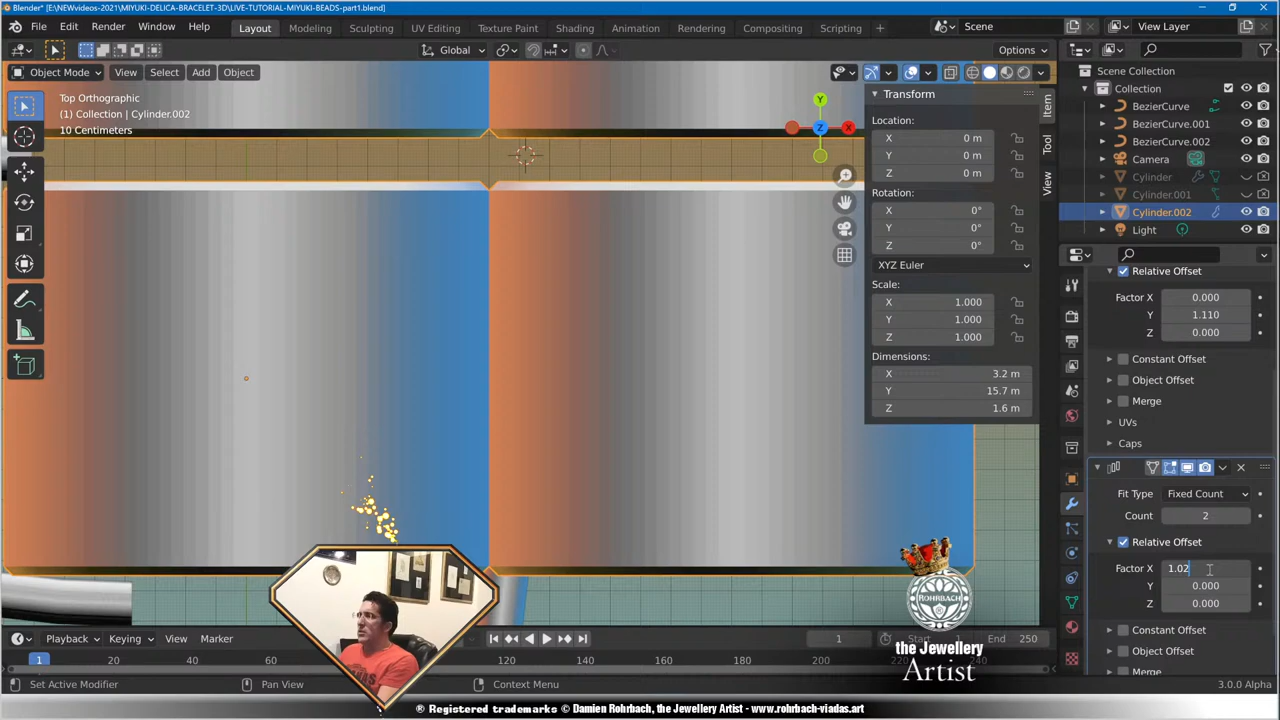 Blender* [E:\NEWvideos-2021\MIYUKI-DELICA-BRACELET-3D\LIVE-TUTORIAL-MIYUKI-BEADS-part1.blend]
File Edit Render Window Help Layout Modeling Sculpting UV Editing Texture Paint Shading Animation Rendering Compositing Scripting Scene View Layer
Global Options
Object Mode View Select Add Object
Top Orthographic
(1) Collection | Cylinder.002
10 Centimeters
Y
X
Z
Transform
Location:
X 0 m
Y 0 m
Z 0 m
Rotation:
X 0°
Y 0°
Z 0°
XYZ Euler
Scale:
X 1.000
Y 1.000
Z 1.000
Dimensions:
X 3.2 m
Y 15.7 m
Z 1.6 m
Item
Tool
View
Scene Collection
Collection
BezierCurve
BezierCurve.001
BezierCurve.002
Camera
Cylinder
Cylinder.001
Cylinder.002
Light
Relative Offset
Factor X 0.000
Y 1.110
Z 0.000
Constant Offset
Object Offset
Merge
UVs
Caps
Fit Type Fixed Count
Count 2
Relative Offset
Factor X 1.02
Y 0.000
Z 0.000
Constant Offset
Object Offset
Merge
ROHRBACH
the Jewellery
Artist
Playback Keying View Marker 1 Start 1 End 250
1 20 40 60 120 140 160 180 200 220 240
Set Active Modifier Pan View Context Menu 3.0.0 Alpha
® Registered trademarks © Damien Rohrbach, the Jewellery Artist - www.rohrbach-viadas.art